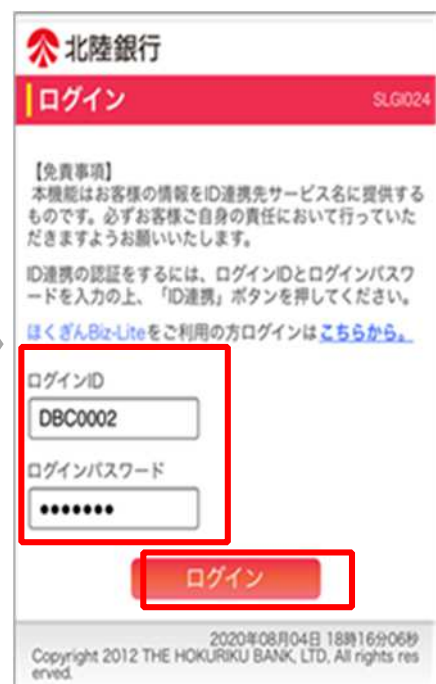 北陸銀行
ログイン
SLGI024
【免責事項】
本機能はお客様の情報をID連携先サービス名に提供する
ものです。必ずお客様ご自身の責任において行っていた
だきますようお願いいたします。
ID連携の認証をするには、ログインIDとログインパスワ
ードを入力の上、「ID連携」ボタンを押してください。
ほくぎんBiz-Liteをご利用の方ログインはこちらから。
ログインID
DBC0002
ログインパスワード
•••••••
ログイン
2020年08月04日 18時16分06秒
Copyright 2012 THE HOKURIKU BANK, LTD, All rights res
erved.